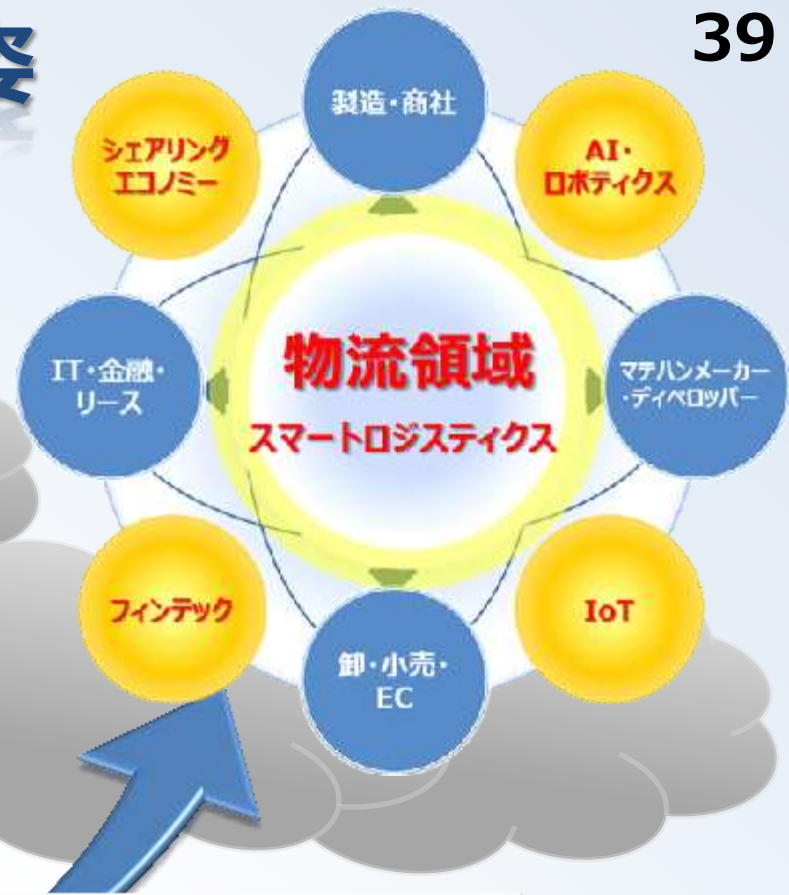 39
製造・商社
シェアリング
エコノミー
AI・
ロボティクス
IT・金融・
リース
物流領域
スマートロジスティクス
マテハンメーカー
・ディベロッパー
フィンテック
IoT
卸・小売・
EC